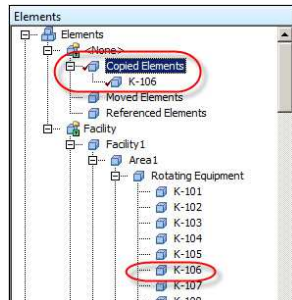 Elements
Elements
<None>
Copied Elements
K-106
Moved Elements
Referenced Elements
Facility
Facility1
Area1
Rotating Equipment
K-101
K-102
K-103
K-104
K-105
K-106
K-107